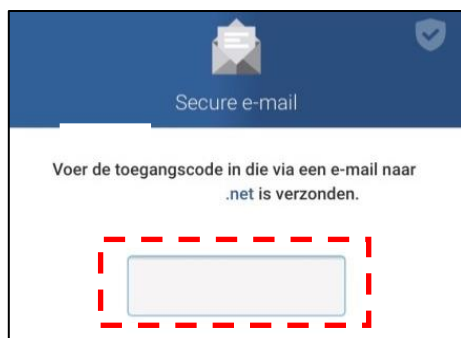 Secure e-mail
Voer de toegangscode in die via een e-mail naar
.net is verzonden.